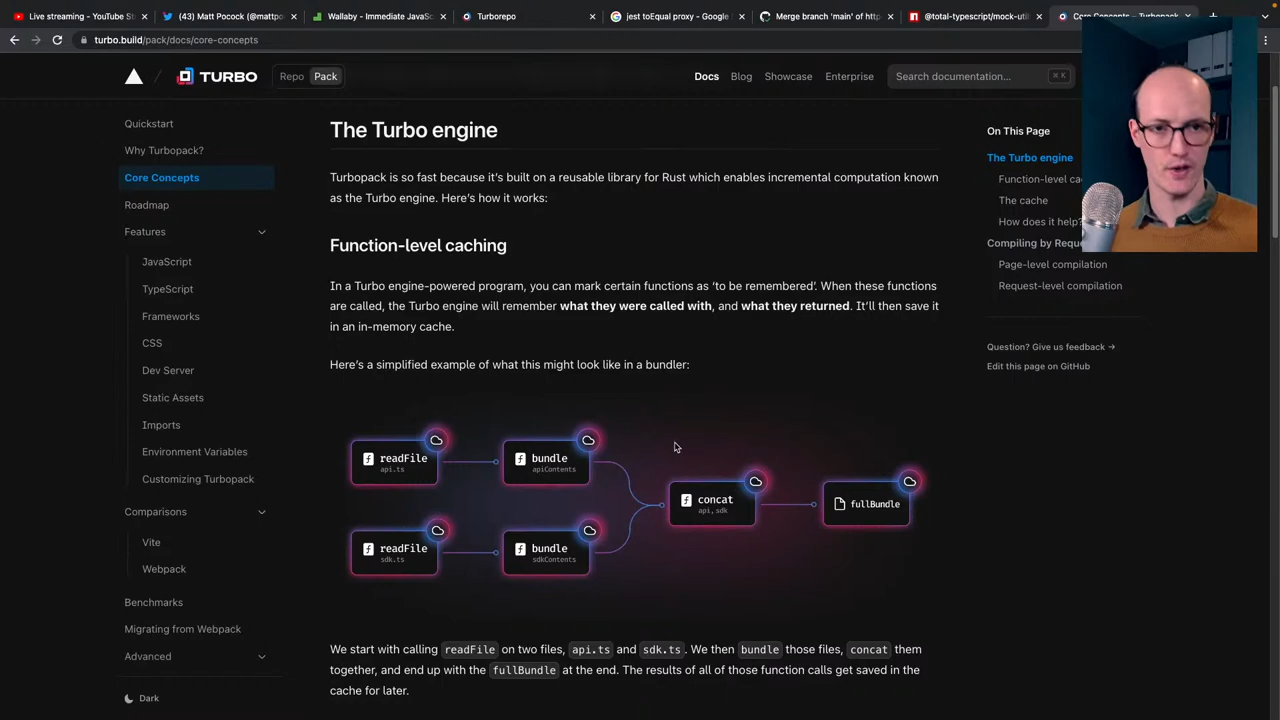 Live streaming - YouTube S
(43) Matt Pocock (@mattpo
Wallaby - Immediate JavaSc
Turborepo
jest toEqual proxy - Google
Merge branch 'main' of http
@total-typescript/mock-uti
Core Concepts – Turbopack
turbo.build/pack/docs/core-concepts
TURBO
Repo
Pack
Docs
Blog
Showcase
Enterprise
Search documentation...
⌘ K
Quickstart
Why Turbopack?
Core Concepts
Roadmap
Features
JavaScript
TypeScript
Frameworks
CSS
Dev Server
Static Assets
Imports
Environment Variables
Customizing Turbopack
Comparisons
Vite
Webpack
Benchmarks
Migrating from Webpack
Advanced
Dark
The Turbo engine
Turbopack is so fast because it's built on a reusable library for Rust which enables incremental computation known
as the Turbo engine. Here's how it works:
Function-level caching
In a Turbo engine-powered program, you can mark certain functions as 'to be remembered'. When these functions
are called, the Turbo engine will remember what they were called with, and what they returned. It'll then save it
in an in-memory cache.
Here's a simplified example of what this might look like in a bundler:
readFile
api.ts
bundle
apiContents
readFile
sdk.ts
bundle
sdkContents
concat
api, sdk
fullBundle
We start with calling readFile on two files, api.ts and sdk.ts. We then bundle those files, concat them
together, and end up with the fullBundle at the end. The results of all of those function calls get saved in the
cache for later.
On This Page
The Turbo engine
Function-level ca
The cache
How does it help?
Compiling by Reque
Page-level compilation
Request-level compilation
Question? Give us feedback →
Edit this page on GitHub